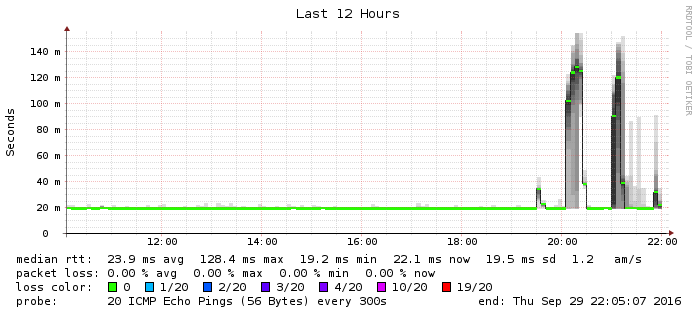 Last 12 Hours
RRDTOOL / TOBI OETIKER
Seconds
140 m
120 m
100 m
80 m
60 m
40 m
20 m
0
12:00 14:00 16:00 18:00 20:00 22:00
median rtt: 23.9 ms avg 128.4 ms max 19.2 ms min 22.1 ms now 19.5 ms sd 1.2 am/s
packet loss: 0.00 % avg 0.00 % max 0.00 % min 0.00 % now
loss color: 0 1/20 2/20 3/20 4/20 10/20 19/20
probe: 20 ICMP Echo Pings (56 Bytes) every 300s end: Thu Sep 29 22:05:07 2016